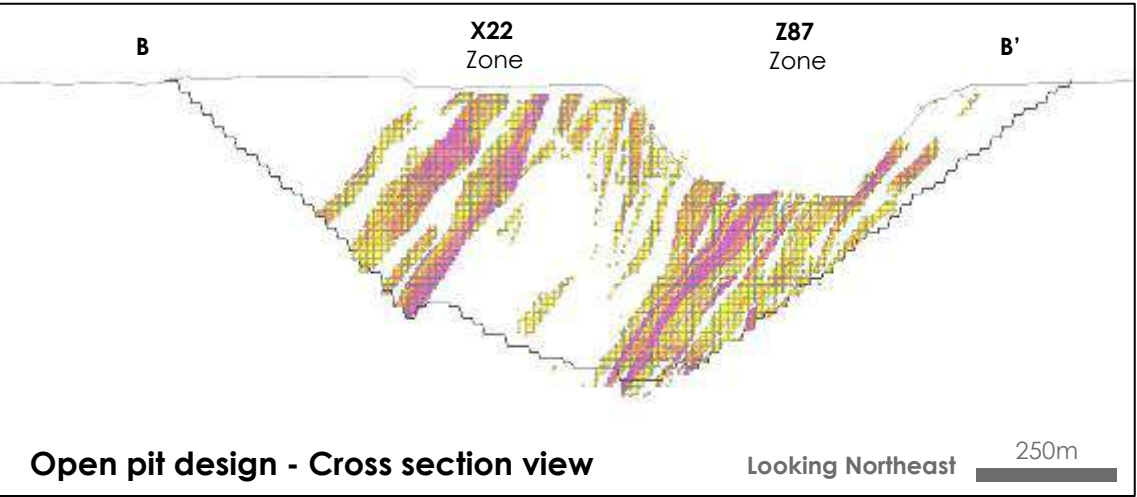 B
X22
Zone
Z87
Zone
B’
Open pit design - Cross section view
Looking Northeast
250m